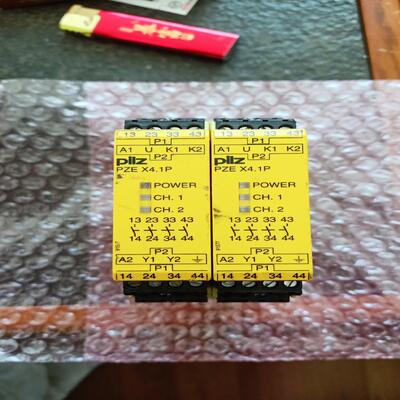 13 23 33 43
P1
A1 U K1 K2
P2
pilz
PZE X4.1P
POWER
CH. 1
CH. 2
13 23 33 43
14 24 34 44
P2
A2 Y1 Y2
P1
14 24 34 44
13 23 33 43
P1
A1 U K1 K2
P2
pilz
PZE X4.1P
POWER
CH. 1
CH. 2
13 23 33 43
14 24 34 44
P2
A2 Y1 Y2
P1
14 24 34 44